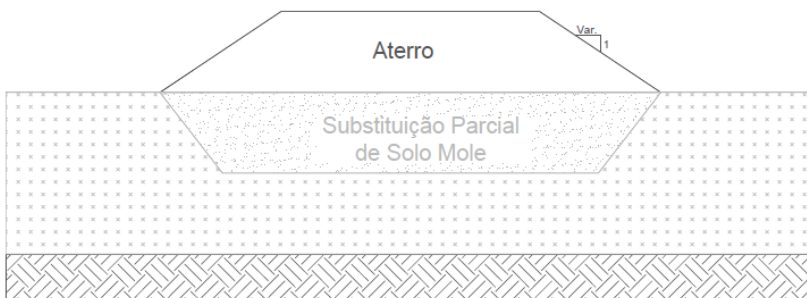 Var.
1
Aterro
Substituição Parcial
de Solo Mole